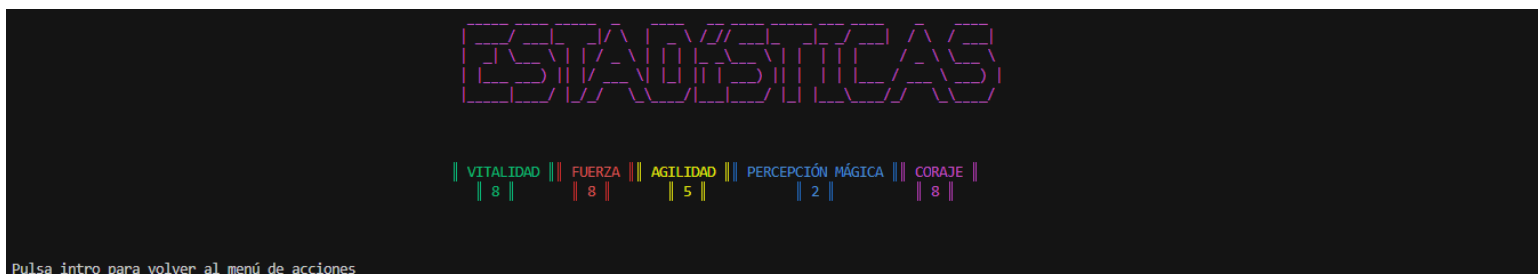 ESTADÍSTICAS
║ VITALIDAD ║║ FUERZA ║║ AGILIDAD ║║ PERCEPCIÓN MÁGICA ║║ CORAJE ║
║ 8 ║ ║ 8 ║ ║ 5 ║ ║ 2 ║ ║ 8 ║
Pulsa intro para volver al menú de acciones